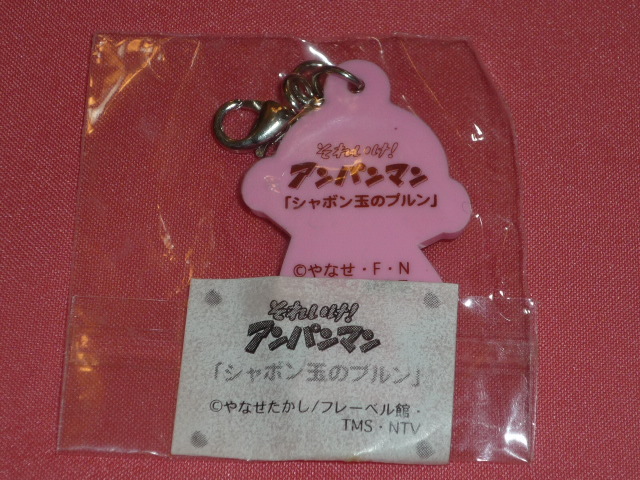 それいけ!
アンパンマン
「シャボン玉のプルン」
©やなせ・F・N
それいけ!
アンパンマン
「シャボン玉のプルン」
©やなせたかし/フレーベル館・
TMS・NTV